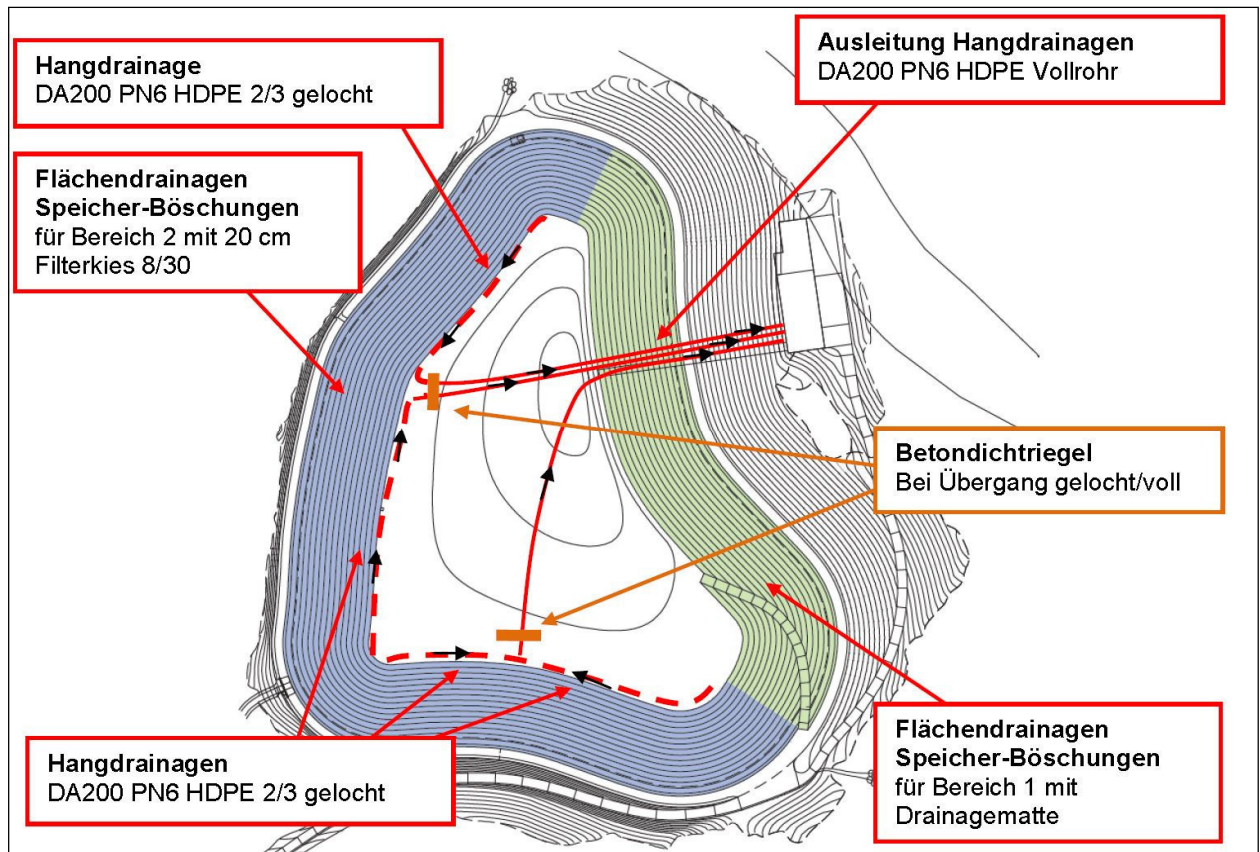 Hangdrainage
DA200 PN6 HDPE 2/3 gelocht
Ausleitung Hangdrainagen
DA200 PN6 HDPE Vollrohr
Flächendrainagen
Speicher-Böschungen
für Bereich 2 mit 20 cm
Filterkies 8/30
Betondichtriegel
Bei Übergang gelocht/voll
Hangdrainagen
DA200 PN6 HDPE 2/3 gelocht
Flächendrainagen
Speicher-Böschungen
für Bereich 1 mit
Drainagematte